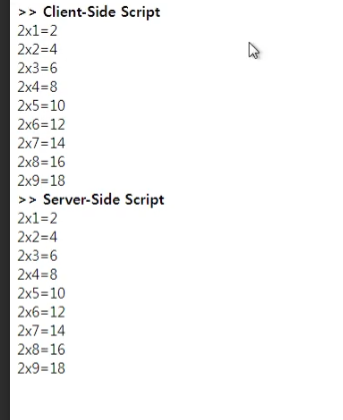 >> Client-Side Script
2x1=2
2x2=4
2x3=6
2x4=8
2x5=10
2x6=12
2x7=14
2x8=16
2x9=18
>> Server-Side Script
2x1=2
2x2=4
2x3=6
2x4=8
2x5=10
2x6=12
2x7=14
2x8=16
2x9=18